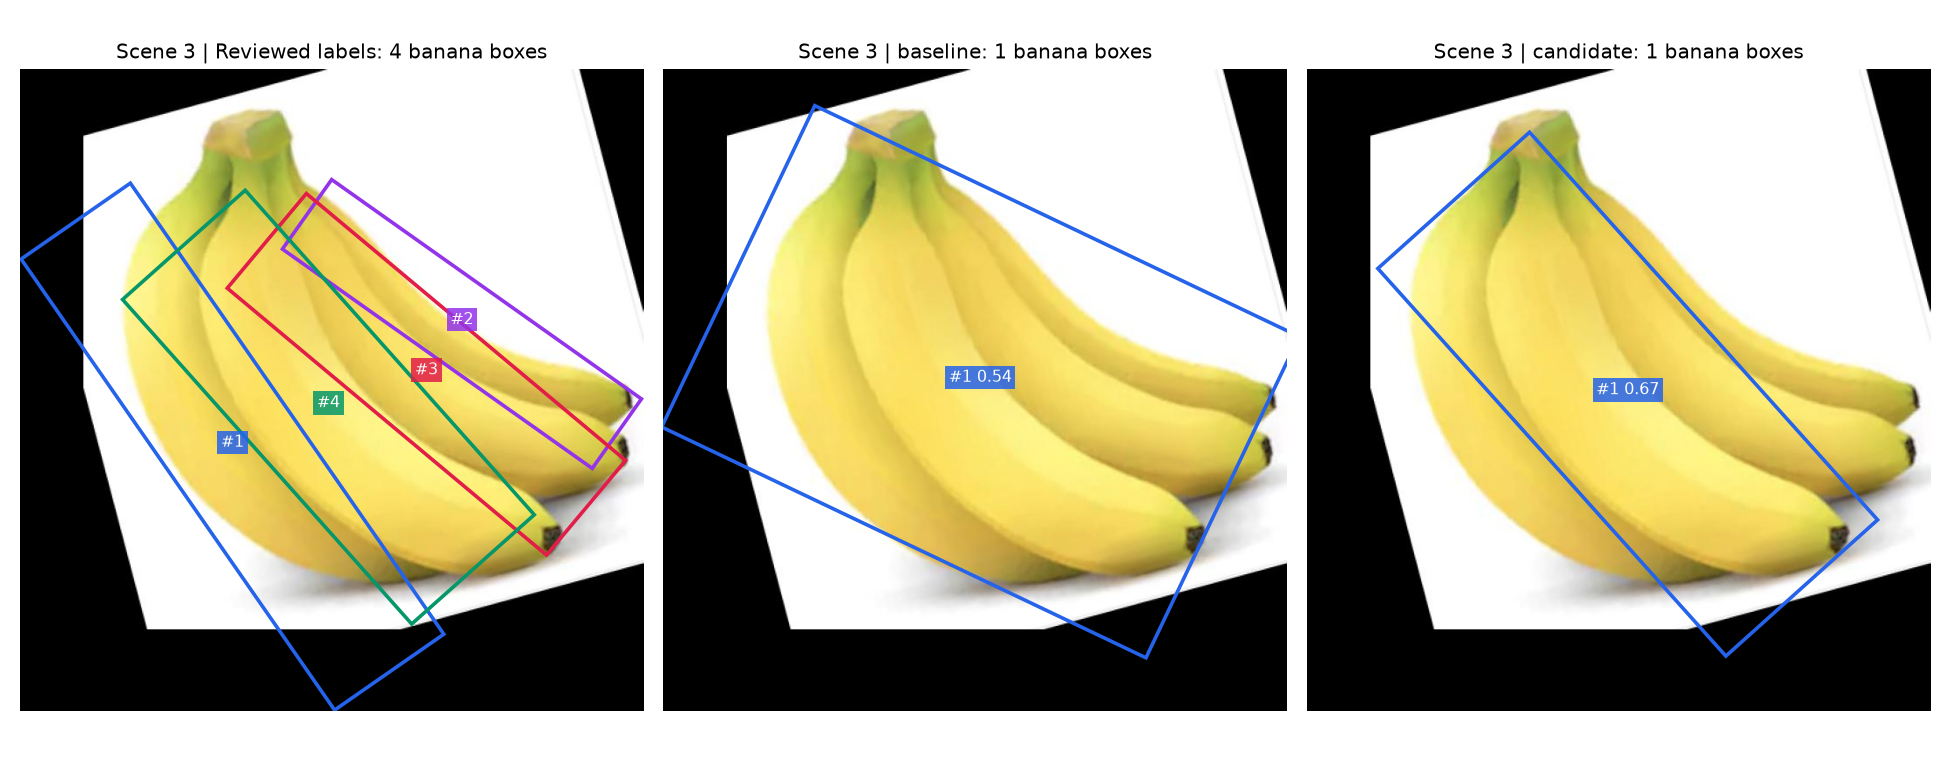 Scene 3 | Reviewed labels: 4 banana boxes
#2
#3
#4
#1
Scene 3 | baseline: 1 banana boxes
#1 0.54
Scene 3 | candidate: 1 banana boxes
#1 0.67